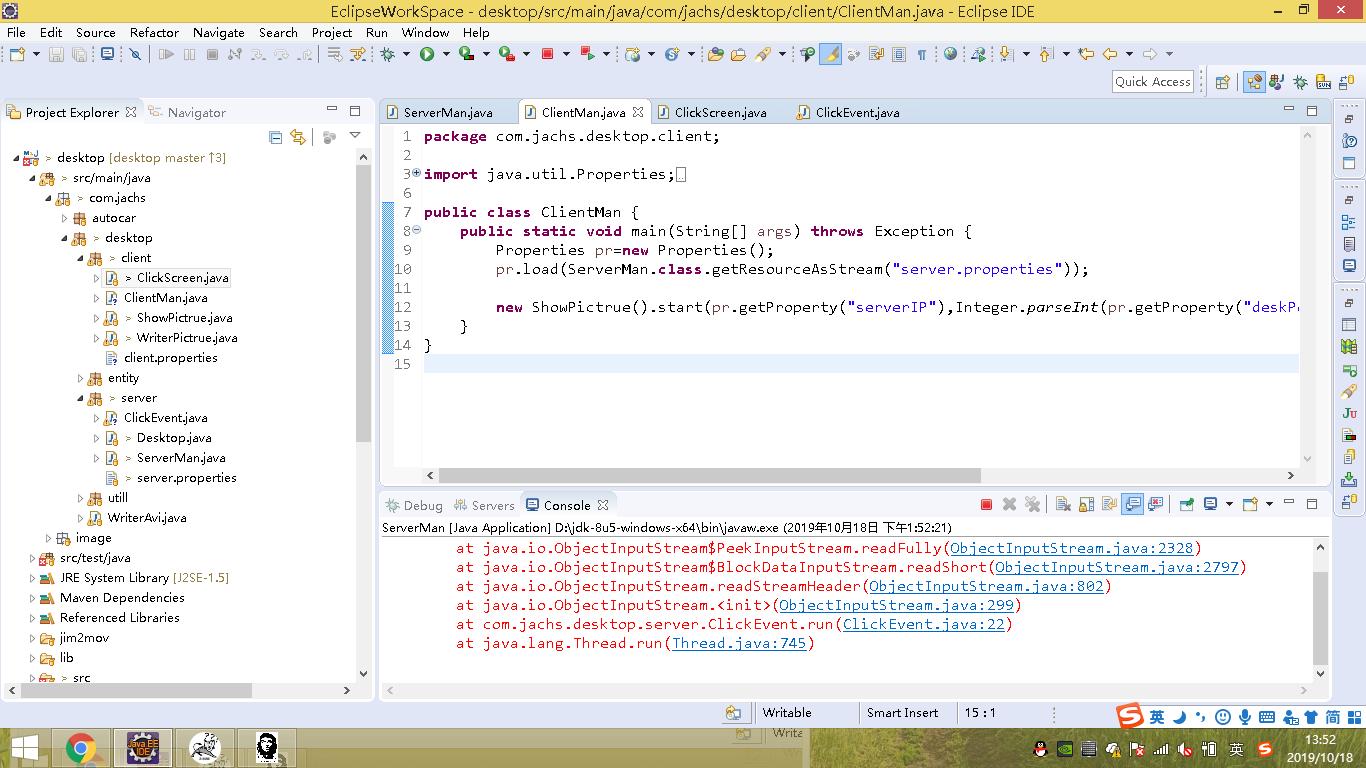 EclipseWorkSpace - desktop/src/main/java/com/jachs/desktop/client/ClientMan.java - Eclipse IDE
File Edit Source Refactor Navigate Search Project Run Window Help
Quick Access
Project Explorer Navigator
> desktop [desktop master ↑3]
> src/main/java
> com.jachs
autocar
> desktop
> client
> ClickScreen.java
ClientMan.java
> ShowPictrue.java
> WriterPictrue.java
client.properties
entity
> server
ClickEvent.java
> Desktop.java
> ServerMan.java
> server.properties
utill
WriterAvi.java
image
src/test/java
JRE System Library [J2SE-1.5]
Maven Dependencies
Referenced Libraries
jim2mov
lib
> src
ServerMan.java ClientMan.java ClickScreen.java ClickEvent.java
1 package com.jachs.desktop.client;
2
3 import java.util.Properties;
6
7 public class ClientMan {
8 public static void main(String[] args) throws Exception {
9 Properties pr=new Properties();
10 pr.load(ServerMan.class.getResourceAsStream("server.properties"));
11
12 new ShowPictrue().start(pr.getProperty("serverIP"),Integer.parseInt(pr.getProperty("deskP
13 }
14 }
15
Debug Servers Console
ServerMan [Java Application] D:\jdk-8u5-windows-x64\bin\javaw.exe (2019年10月18日 下午1:52:21)
at java.io.ObjectInputStream$PeekInputStream.readFully(ObjectInputStream.java:2328)
at java.io.ObjectInputStream$BlockDataInputStream.readShort(ObjectInputStream.java:2797)
at java.io.ObjectInputStream.readStreamHeader(ObjectInputStream.java:802)
at java.io.ObjectInputStream.<init>(ObjectInputStream.java:299)
at com.jachs.desktop.server.ClickEvent.run(ClickEvent.java:22)
at java.lang.Thread.run(Thread.java:745)
Writable Smart Insert 15 : 1
英 简
Writa
Java EE
IDE
英
13:52
2019/10/18